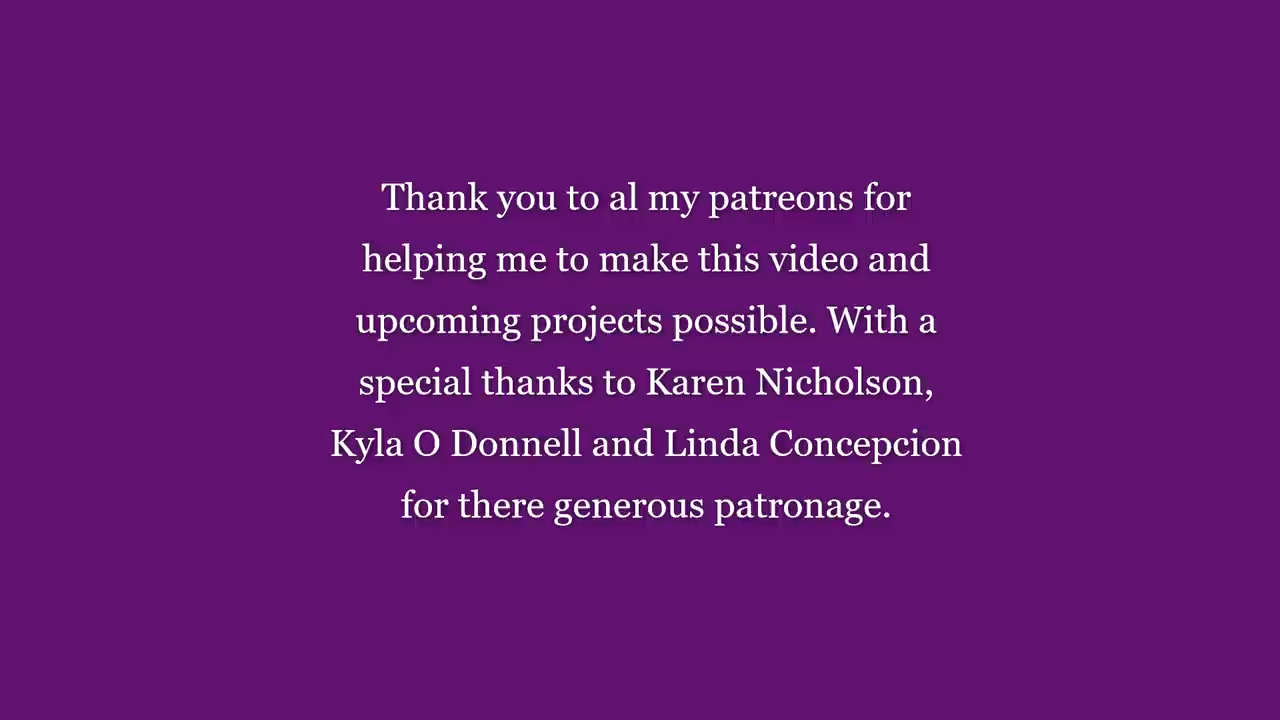 Thank you to al my patreons for
helping me to make this video and
upcoming projects possible. With a
special thanks to Karen Nicholson,
Kyla O Donnell and Linda Concepcion
for there generous patronage.